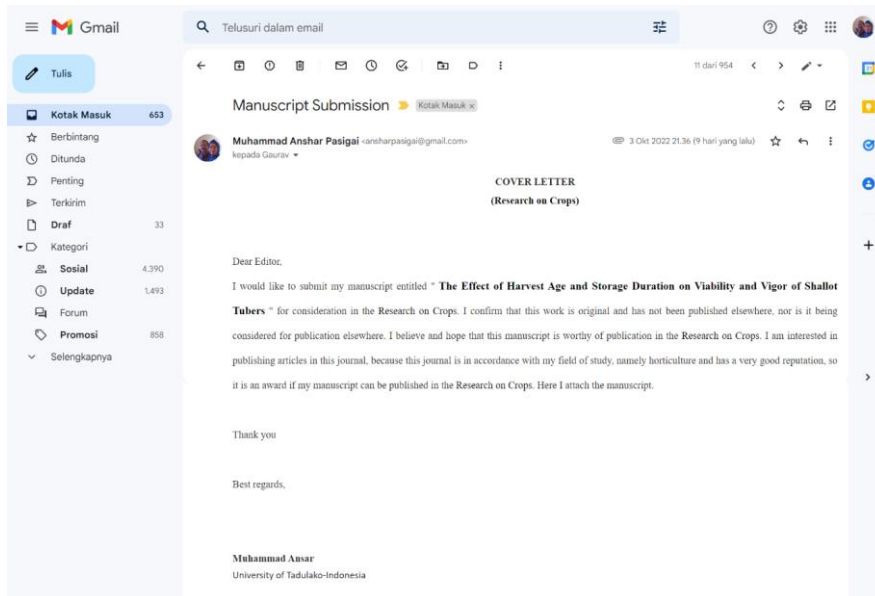 Gmail
Telusuri dalam email
Tulis
11 dari 954
Kotak Masuk 653
Berbintang
Ditunda
Penting
Terkirim
Draf 33
Kategori
Sosial 4.390
Update 1.493
Forum
Promosi 858
Selengkapnya
Manuscript Submission Kotak Masuk x
Muhammad Anshar Pasigai <ansharpasigai@gmail.com> 3 Okt 2022 21.36 (9 hari yang lalu)
kepada Gaurav
COVER LETTER
(Research on Crops)
Dear Editor,
I would like to submit my manuscript entitled " The Effect of Harvest Age and Storage Duration on Viability and Vigor of Shallot
Tubers " for consideration in the Research on Crops. I confirm that this work is original and has not been published elsewhere, nor is it being
considered for publication elsewhere. I believe and hope that this manuscript is worthy of publication in the Research on Crops. I am interested in
publishing articles in this journal, because this journal is in accordance with my field of study, namely horticulture and has a very good reputation, so
it is an award if my manuscript can be published in the Research on Crops. Here I attach the manuscript.
Thank you
Best regards,
Muhammad Ansar
University of Tadulako-Indonesia